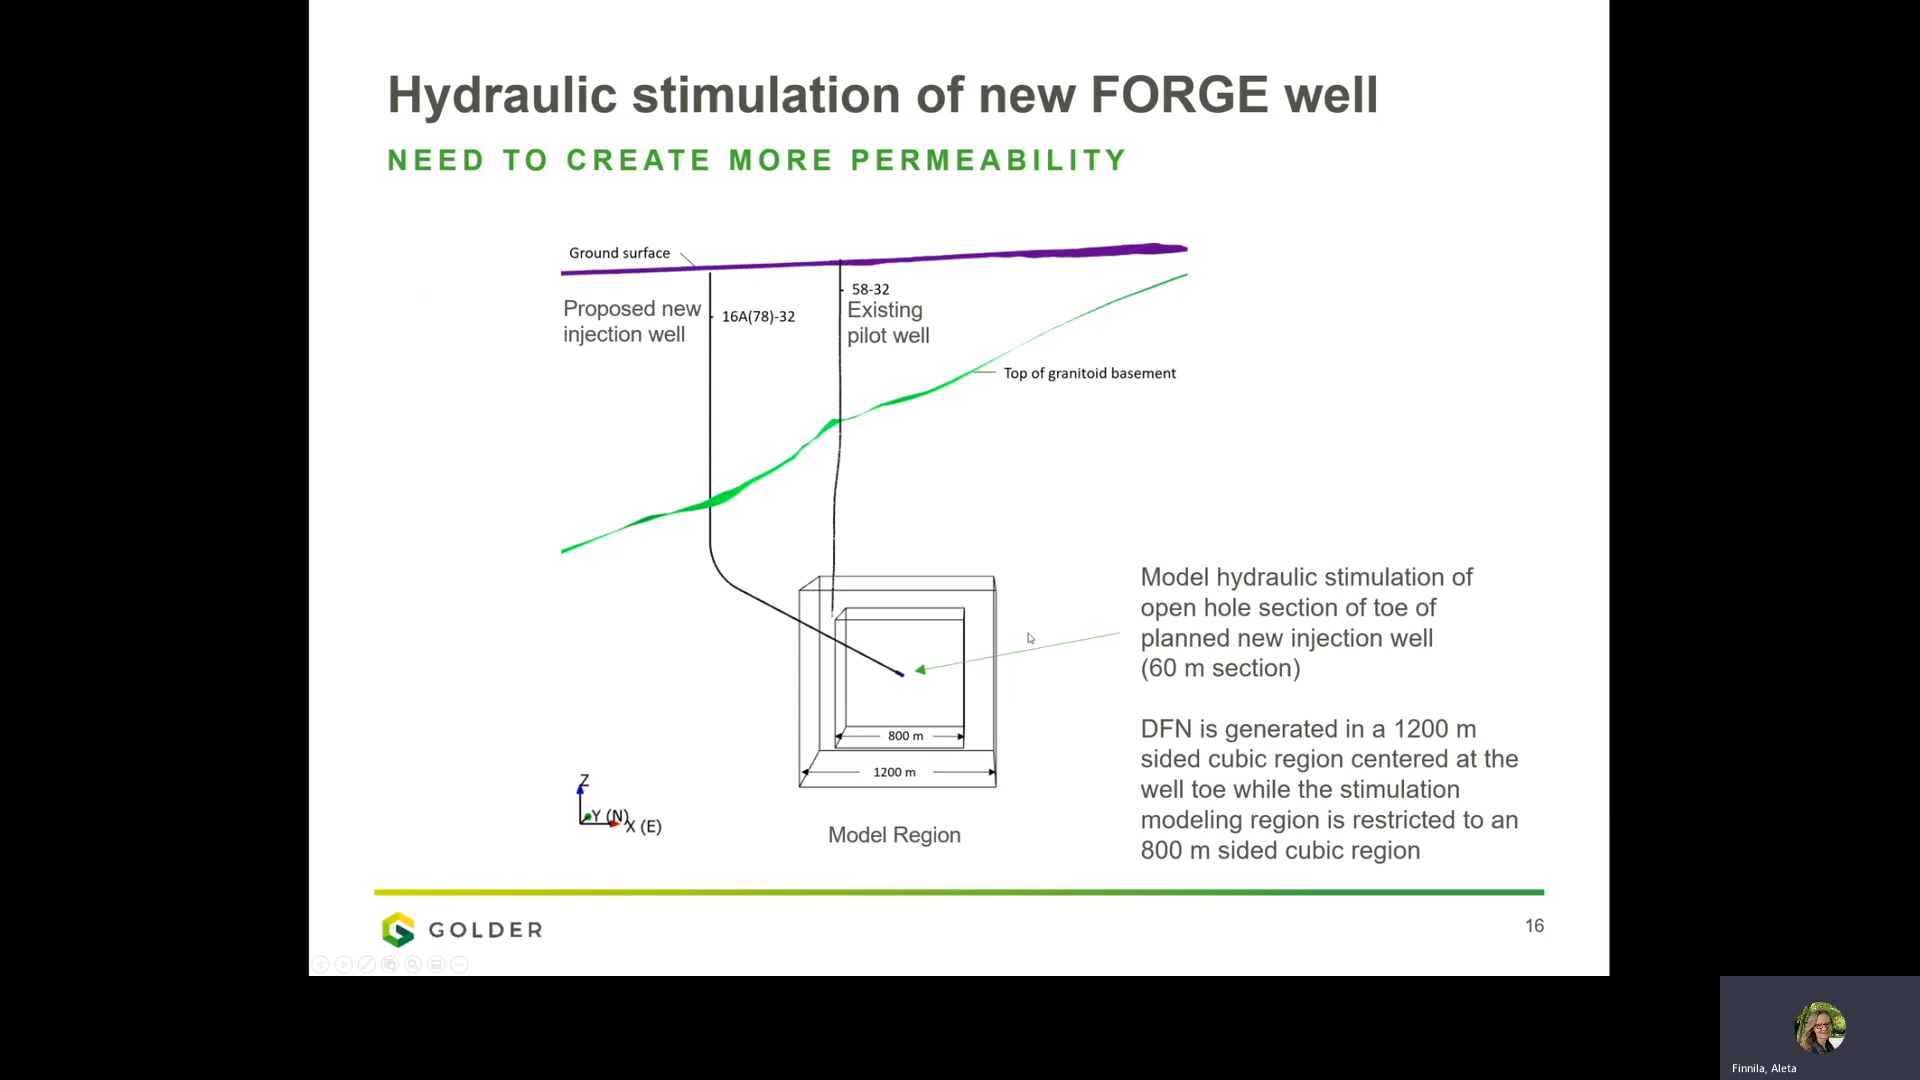 Hydraulic stimulation of new FORGE well
NEED TO CREATE MORE PERMEABILITY
Ground surface
Proposed new
injection well
16A(78)-32
58-32
Existing
pilot well
Top of granitoid basement
800 m
1200 m
Model Region
Z
Y (N)
X (E)
Model hydraulic stimulation of
open hole section of toe of
planned new injection well
(60 m section)
DFN is generated in a 1200 m
sided cubic region centered at the
well toe while the stimulation
modeling region is restricted to an
800 m sided cubic region
GOLDER
16
Finnila, Aleta